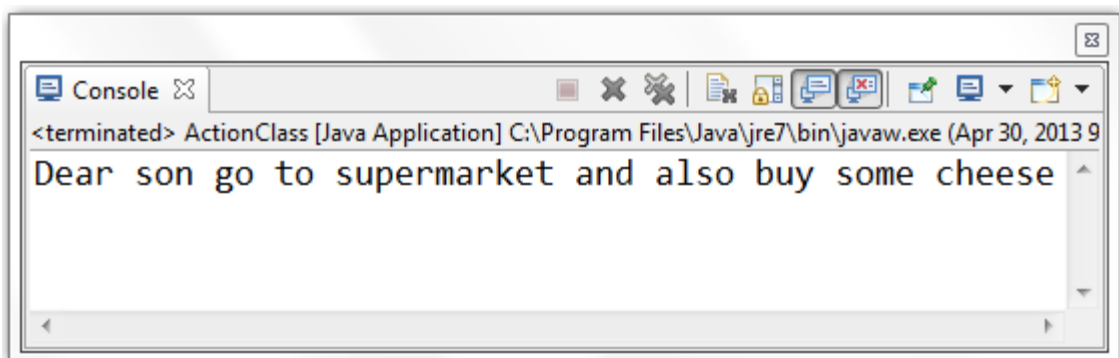 Console
<terminated> ActionClass [Java Application] C:\Program Files\Java\jre7\bin\javaw.exe (Apr 30, 2013 9
Dear son go to supermarket and also buy some cheese